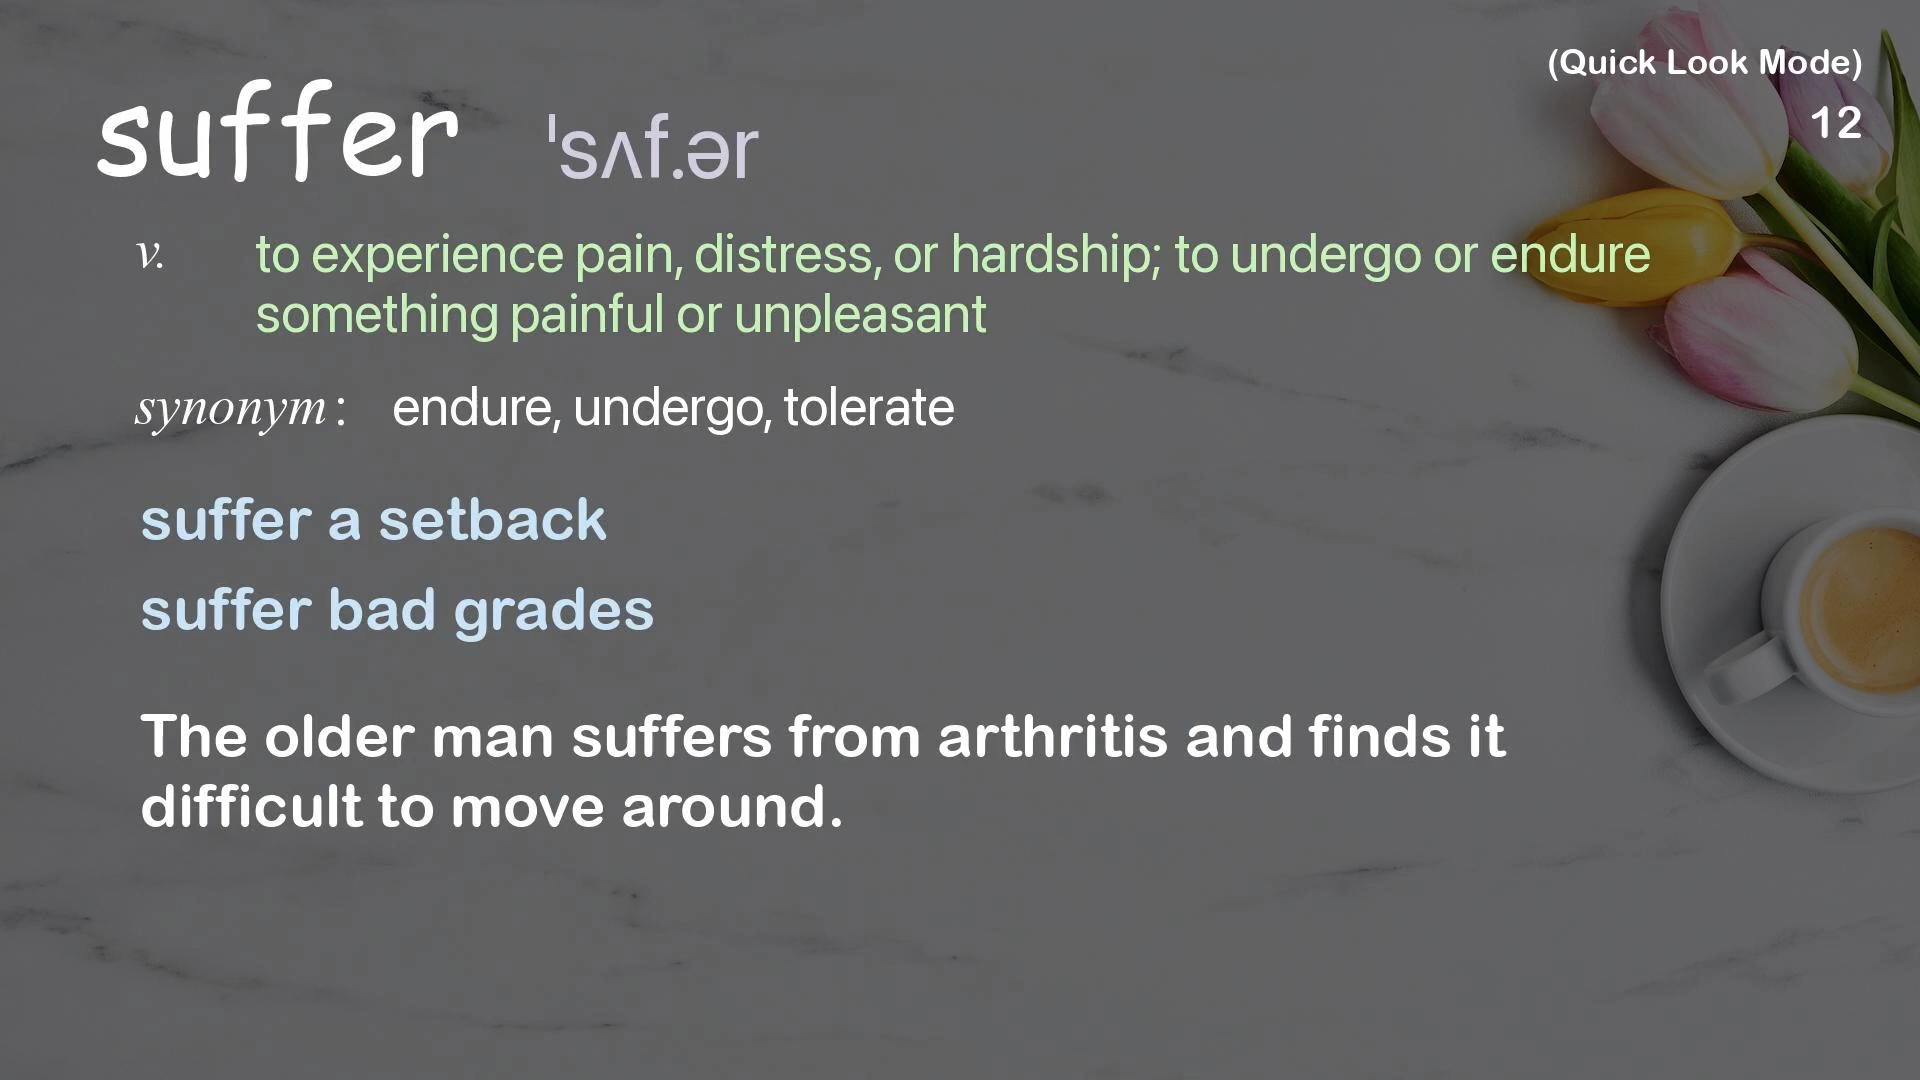 (Quick Look Mode)
12
suffer ˈsʌf.ər
v. to experience pain, distress, or hardship; to undergo or endure
something painful or unpleasant
synonym: endure, undergo, tolerate
suffer a setback
suffer bad grades
The older man suffers from arthritis and finds it
difficult to move around.